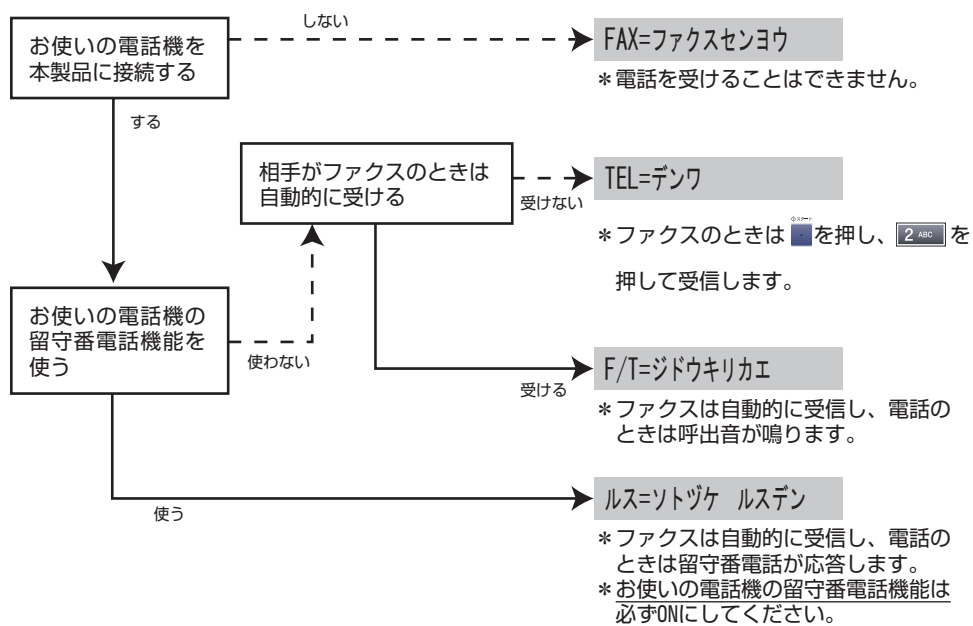 お使いの電話機を
本製品に接続する
しない
FAX=ファクスセンヨウ
＊電話を受けることはできません。
する
相手がファクスのときは
自動的に受ける
受けない
TEL=デンワ
＊ファクスのときは スタート を押し、 2 ABC を
押して受信します。
お使いの電話機の
留守番電話機能を
使う
使わない
受ける
F/T=ジドウキリカエ
＊ファクスは自動的に受信し、電話の
ときは呼出音が鳴ります。
使う
ルス=ソトヅケ ルスデン
＊ファクスは自動的に受信し、電話の
ときは留守番電話が応答します。
＊お使いの電話機の留守番電話機能は
必ずONにしてください。